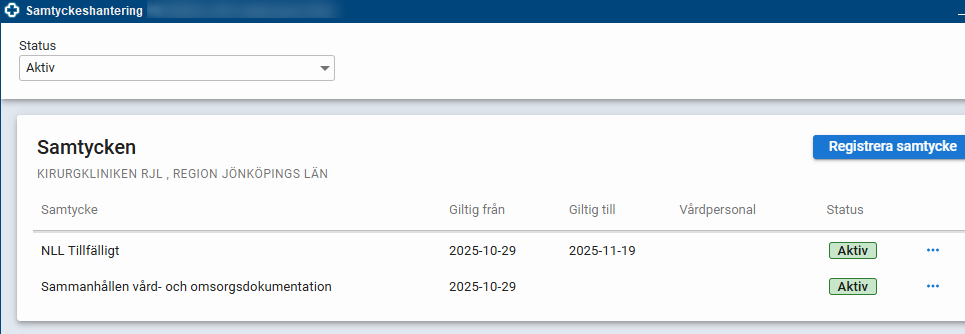 Samtyckeshantering
Status
Aktiv
Samtycken
Registrera samtycke
KIRURGKLINIKEN RJL , REGION JÖNKÖPINGS LÄN
Samtycke Giltig från Giltig till Vårdpersonal Status
NLL Tillfälligt 2025-10-29 2025-11-19 Aktiv ...
Sammanhållen vård- och omsorgsdokumentation 2025-10-29 Aktiv ...